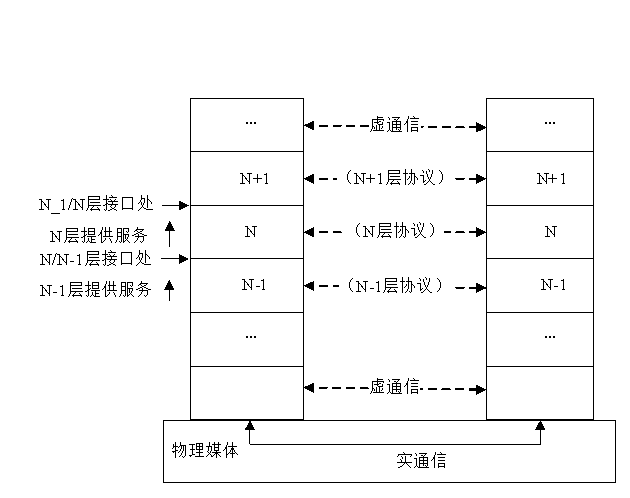 ... 虚通信 ...
N+1 (N+1层协议) N+1
N_1/N层接口处
N层提供服务 N (N层协议) N
N/N-1层接口处
N-1层提供服务 N-1 (N-1层协议) N-1
... ...
虚通信
物理媒体 实通信